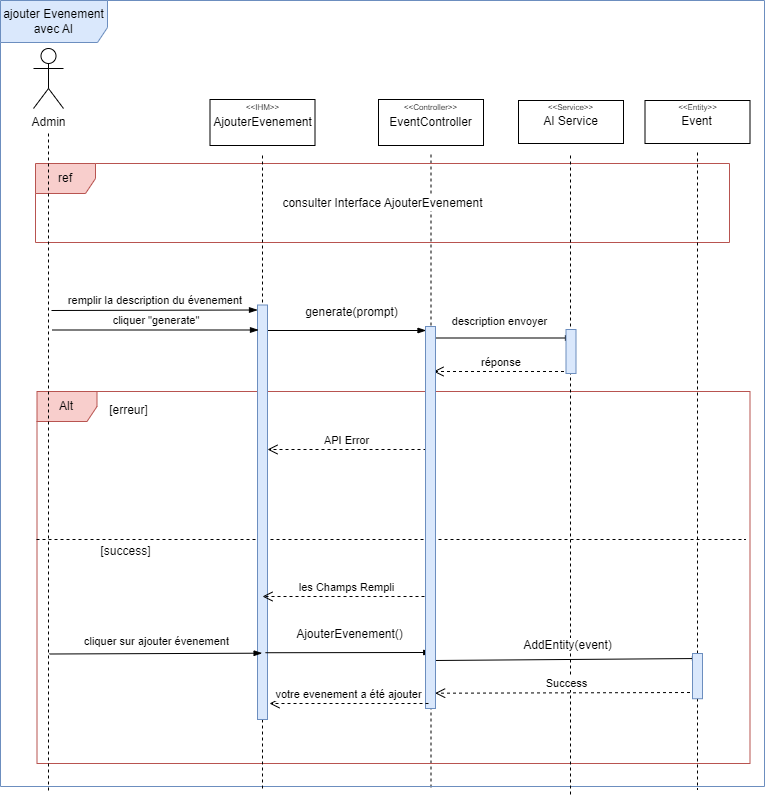 ajouter Evenement
avec AI
Admin
<<IHM>>
AjouterEvenement
<<Controller>>
EventController
<<Service>>
AI Service
<<Entity>>
Event
ref
consulter Interface AjouterEvenement
remplir la description du évenement
cliquer "generate"
generate(prompt)
description envoyer
réponse
Alt
[erreur]
API Error
[success]
les Champs Rempli
cliquer sur ajouter évenement
AjouterEvenement()
AddEntity(event)
Success
votre evenement a été ajouter